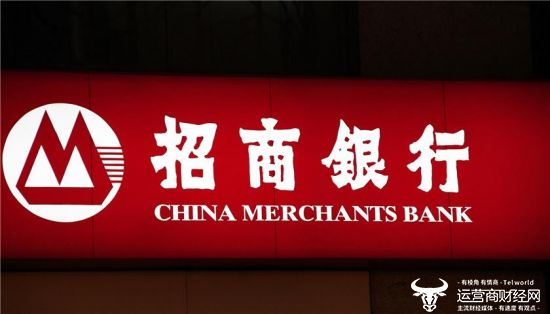 招商银行
CHINA MERCHANTS BANK
- 有棱角 有情商 - Telworld
运营商财经网
主流财经媒体 - 有速度 有观点 -